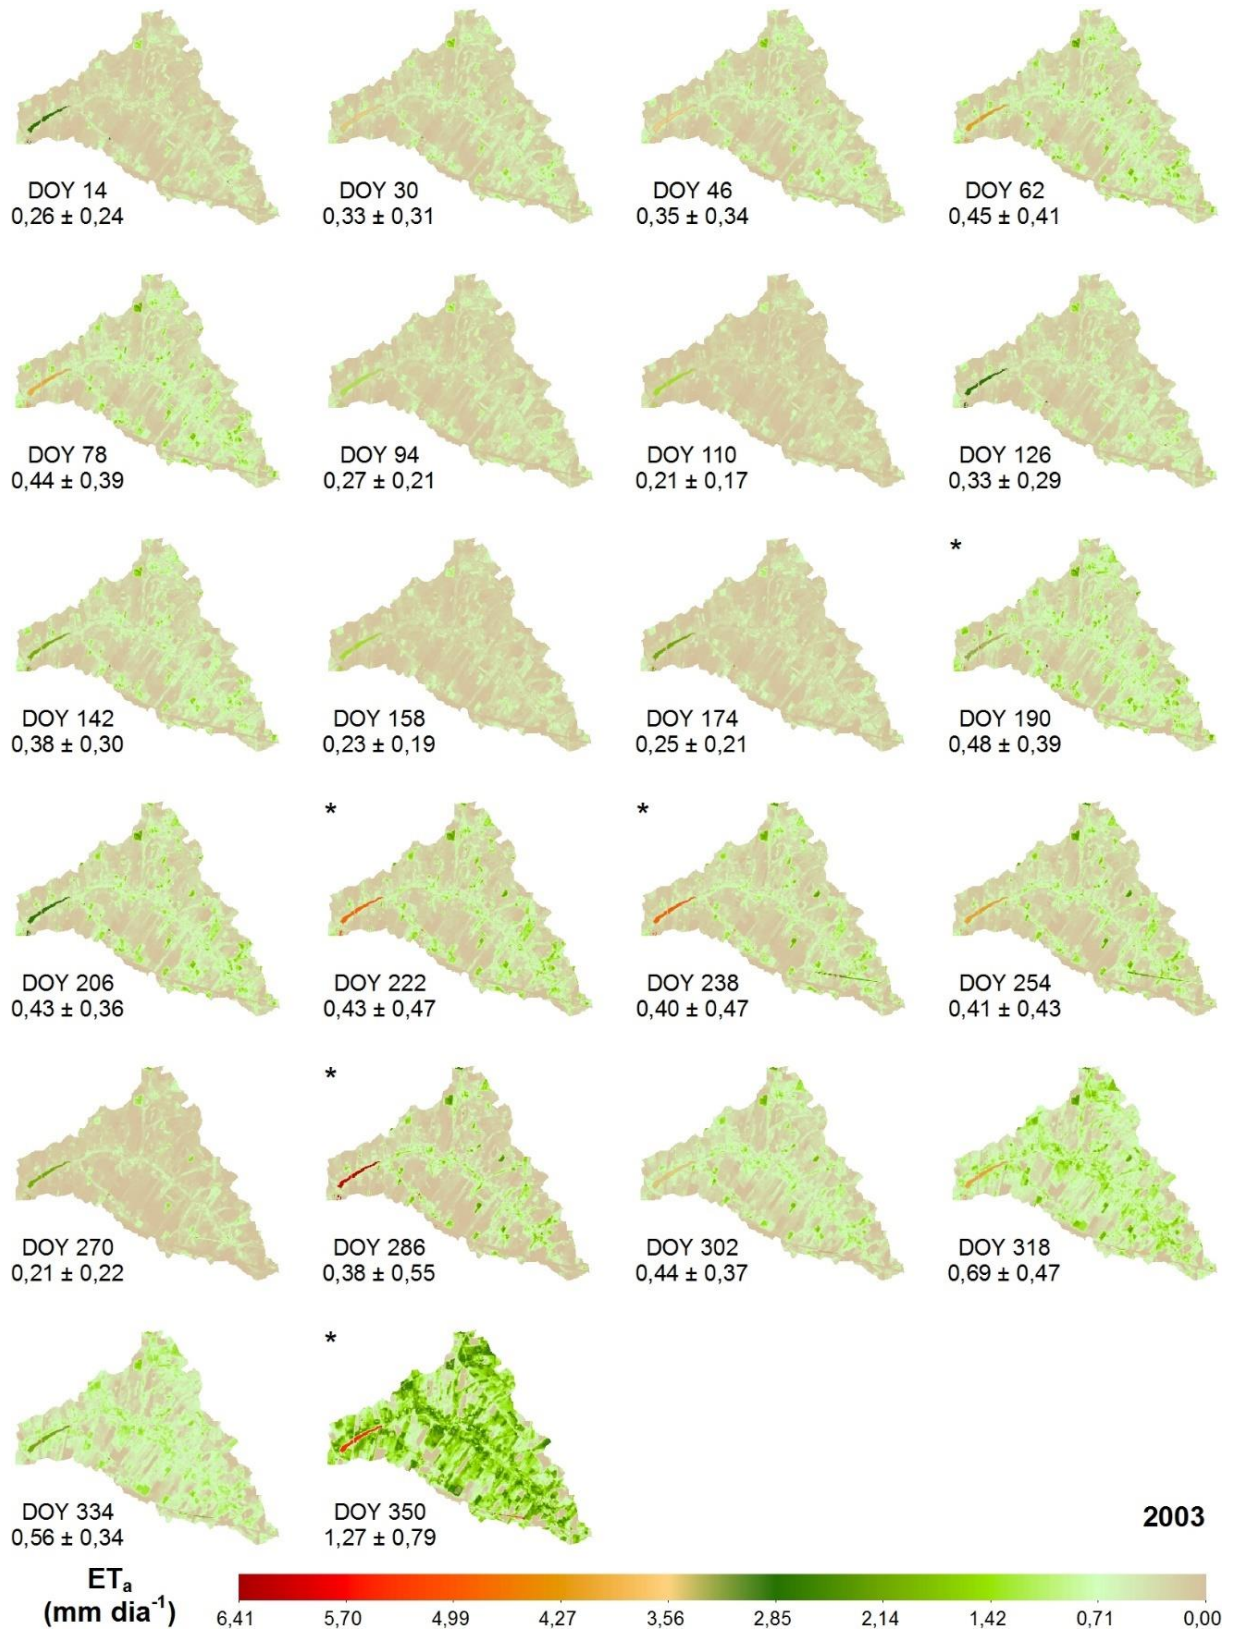 DOY 14
0,26 ± 0,24
DOY 30
0,33 ± 0,31
DOY 46
0,35 ± 0,34
DOY 62
0,45 ± 0,41
DOY 78
0,44 ± 0,39
DOY 94
0,27 ± 0,21
DOY 110
0,21 ± 0,17
DOY 126
0,33 ± 0,29
DOY 142
0,38 ± 0,30
DOY 158
0,23 ± 0,19
DOY 174
0,25 ± 0,21
*
DOY 190
0,48 ± 0,39
DOY 206
0,43 ± 0,36
*
DOY 222
0,43 ± 0,47
*
DOY 238
0,40 ± 0,47
DOY 254
0,41 ± 0,43
DOY 270
0,21 ± 0,22
*
DOY 286
0,38 ± 0,55
DOY 302
0,44 ± 0,37
DOY 318
0,69 ± 0,47
DOY 334
0,56 ± 0,34
*
DOY 350
1,27 ± 0,79
2003
ETₐ
(mm dia⁻¹)
6,41 5,70 4,99 4,27 3,56 2,85 2,14 1,42 0,71 0,00